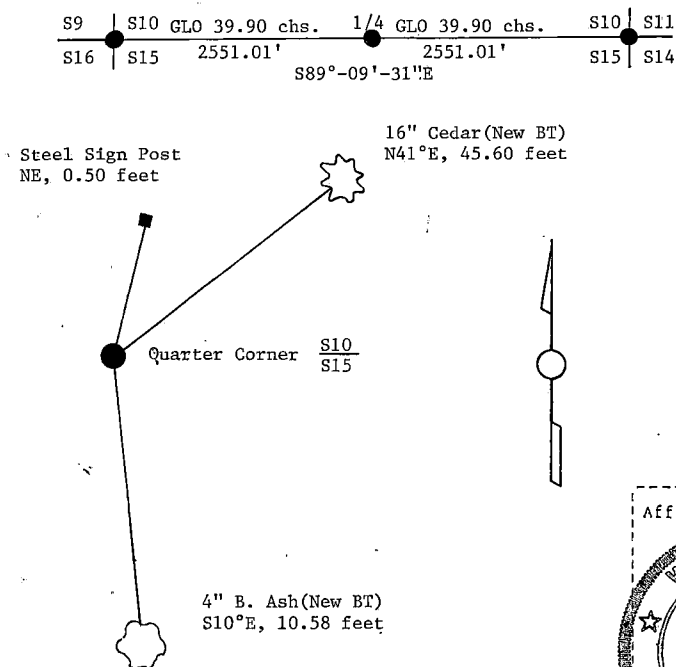 S9 S10 GLO 39.90 chs. 1/4 GLO 39.90 chs. S10 S11
S16 S15 2551.01' 2551.01' S15 S14
S89°-09'-31"E
16" Cedar(New BT)
N41°E, 45.60 feet
Steel Sign Post
NE, 0.50 feet
Quarter Corner S10
S15
Aff
4" B. Ash(New BT)
S10°E, 10.58 feet